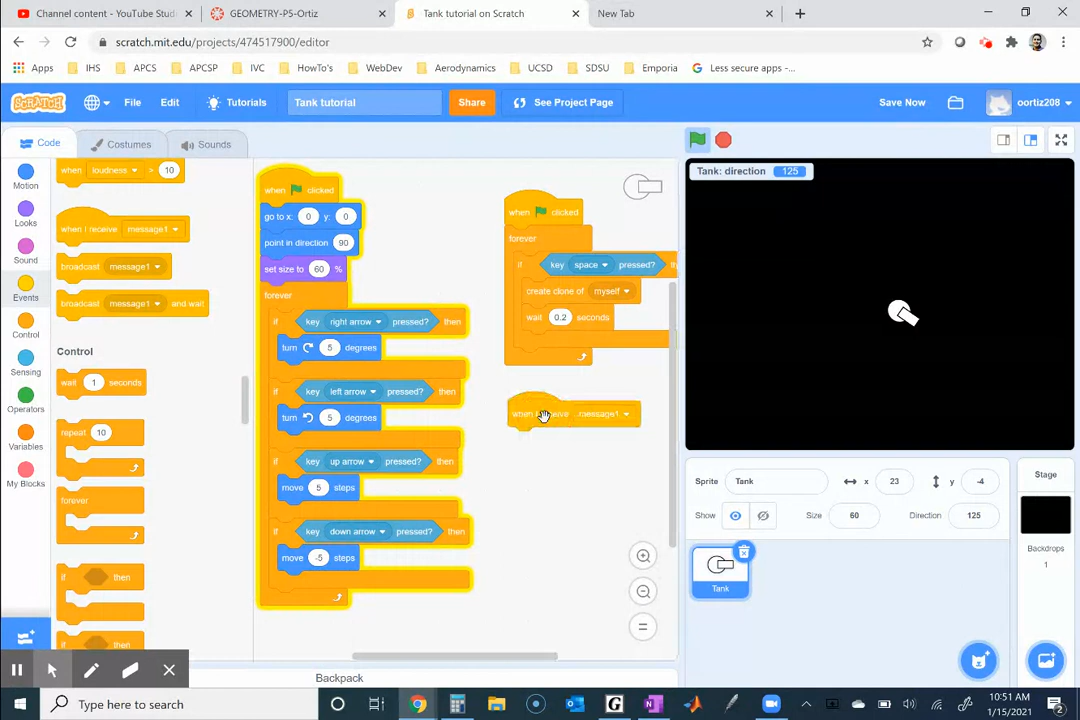 Channel content - YouTube Stud
GEOMETRY-P5-Ortiz
Tank tutorial on Scratch
New Tab
scratch.mit.edu/projects/474517900/editor
Apps
IHS
APCS
APCSP
IVC
HowTo's
WebDev
Aerodynamics
UCSD
SDSU
Emporia
Less secure apps -...
SCRATCH
File
Edit
Tutorials
Tank tutorial
Share
See Project Page
Save Now
oortiz208
Code
Costumes
Sounds
Motion
Looks
Sound
Events
Control
Sensing
Operators
Variables
My Blocks
when loudness > 10
when I receive message1
broadcast message1
broadcast message1 and wait
Control
wait 1 seconds
repeat 10
forever
if then
if then
when clicked
go to x: 0 y: 0
point in direction 90
set size to 60 %
forever
if key right arrow pressed? then
turn 5 degrees
if key left arrow pressed? then
turn 5 degrees
if key up arrow pressed? then
move 5 steps
if key down arrow pressed? then
move -5 steps
when clicked
forever
if key space pressed?
create clone of myself
wait 0.2 seconds
when message1
Backpack
Tank: direction 125
Sprite Tank x 23 y -4
Show Size 60 Direction 125
Tank
Stage
Backdrops
1
Type here to search
10:51 AM
1/15/2021
2